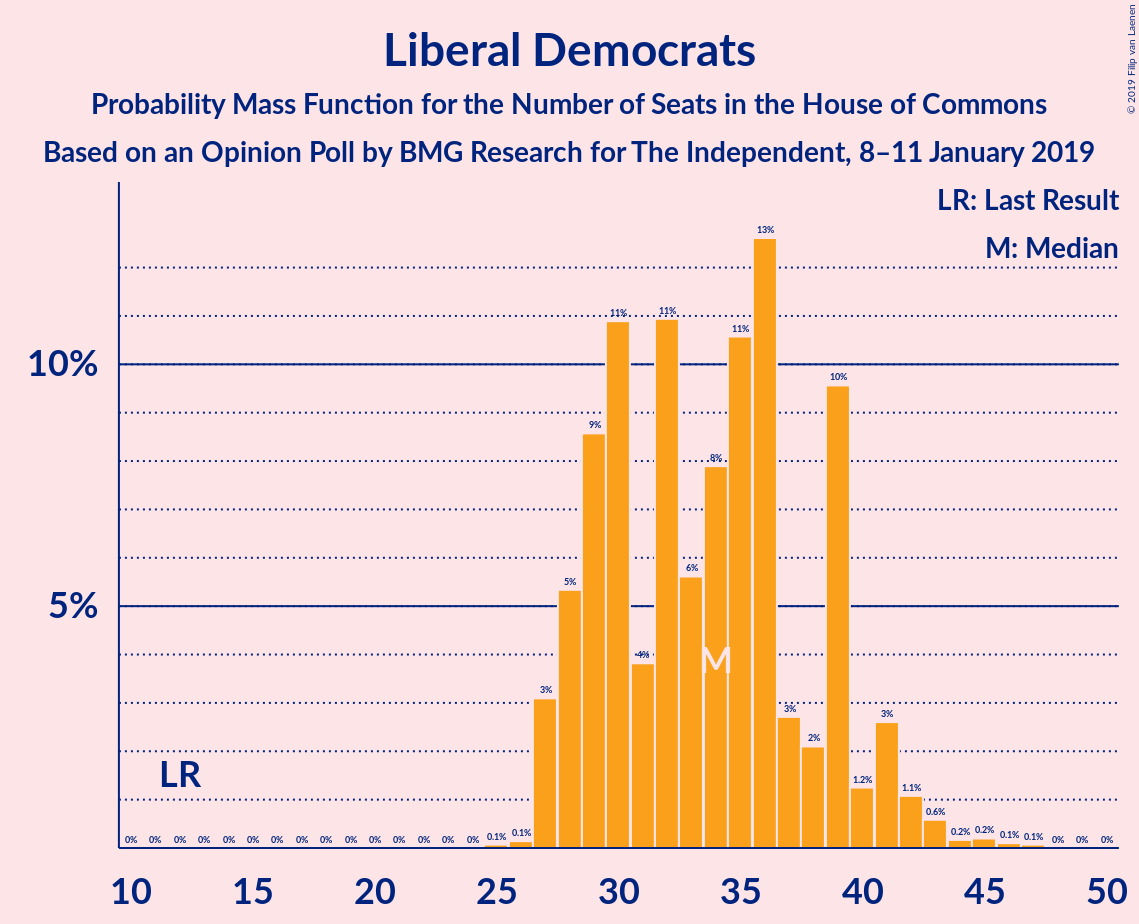 Liberal Democrats
Probability Mass Function for the Number of Seats in the House of Commons
Based on an Opinion Poll by BMG Research for The Independent, 8–11 January 2019
© 2019 Filip van Laenen
LR: Last Result
M: Median
10%
5%
LR
M
0% 0% 0% 0% 0% 0% 0% 0% 0% 0% 0% 0% 0% 0% 0% 0.1% 0.1% 3% 5% 9% 11% 4% 11% 6% 8% 11% 13% 3% 2% 10% 1.2% 3% 1.1% 0.6% 0.2% 0.2% 0.1% 0.1% 0% 0% 0%
10 15 20 25 30 35 40 45 50